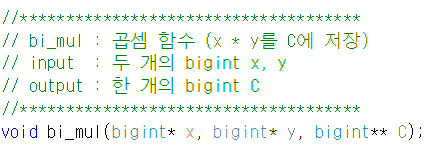 //*************************************
// bi_mul : 곱셈 함수 (x * y를 C에 저장)
// input  : 두 개의 bigint x, y
// output : 한 개의 bigint C
//*************************************
void bi_mul(bigint* x, bigint* y, bigint** C);